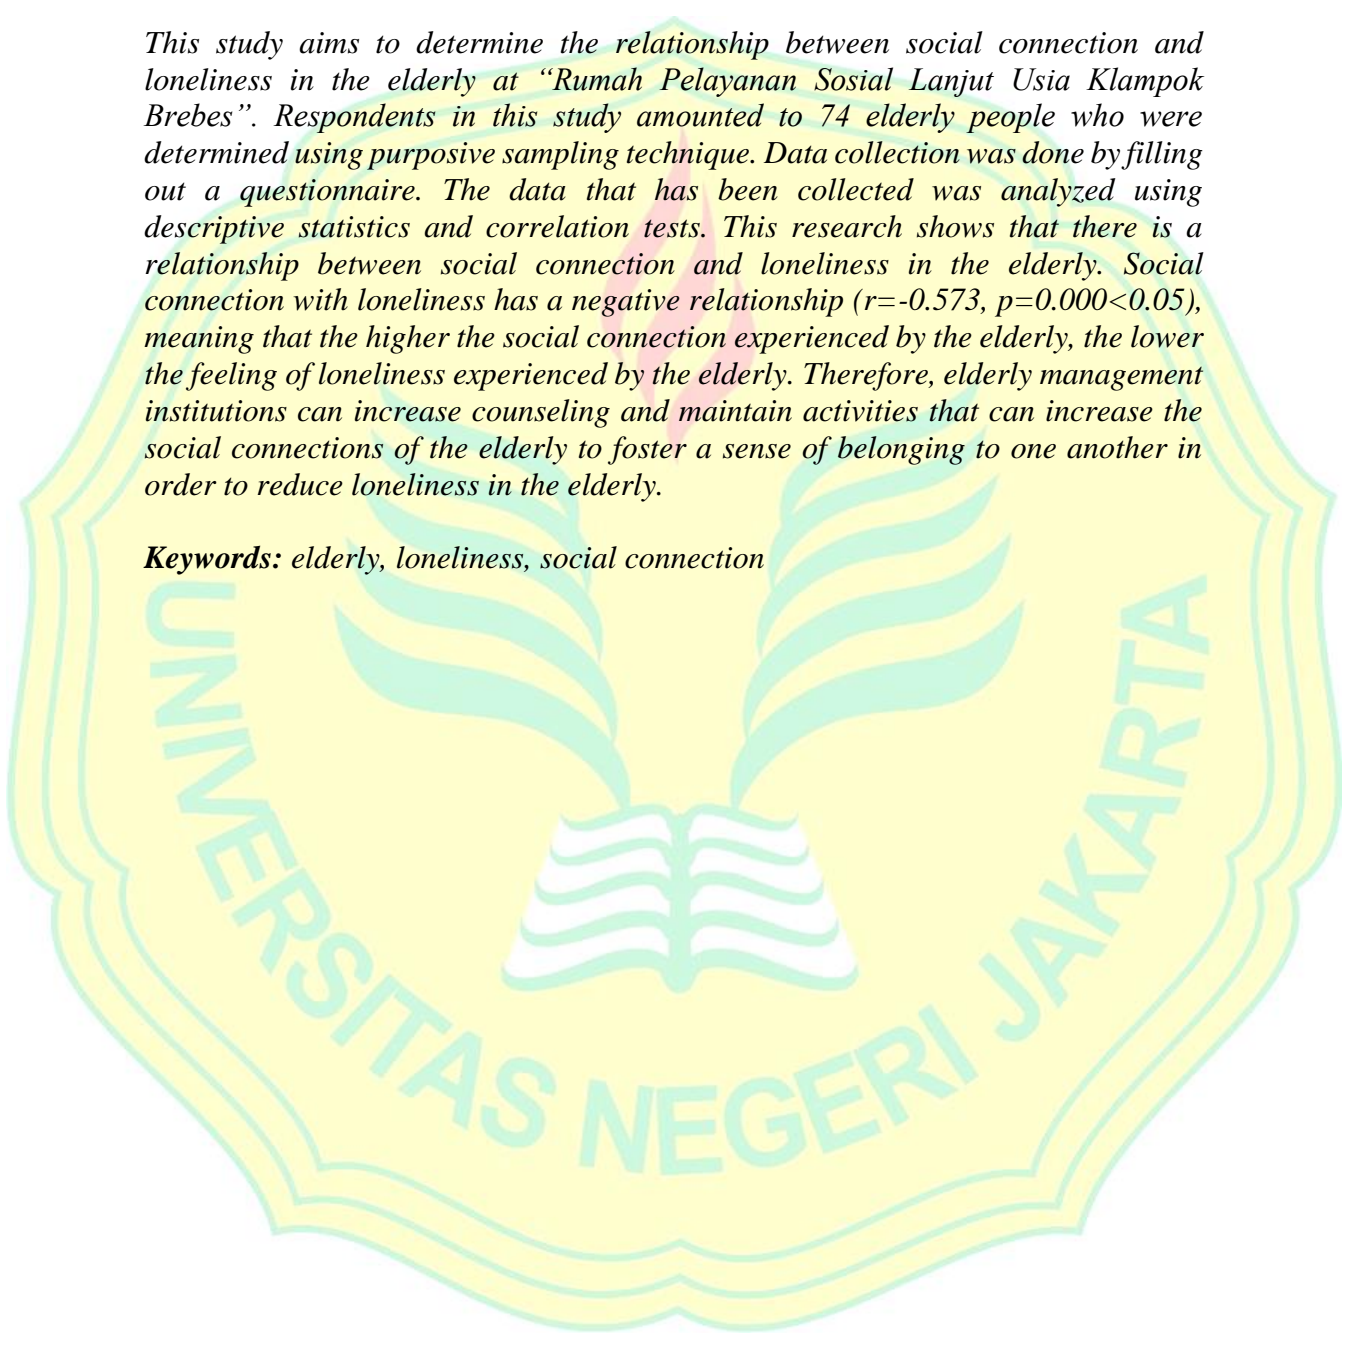 This study aims to determine the relationship between social connection and
loneliness in the elderly at “Rumah Pelayanan Sosial Lanjut Usia Klampok
Brebes”. Respondents in this study amounted to 74 elderly people who were
determined using purposive sampling technique. Data collection was done by filling
out a questionnaire. The data that has been collected was analyzed using
descriptive statistics and correlation tests. This research shows that there is a
relationship between social connection and loneliness in the elderly. Social
connection with loneliness has a negative relationship (r=-0.573, p=0.000<0.05),
meaning that the higher the social connection experienced by the elderly, the lower
the feeling of loneliness experienced by the elderly. Therefore, elderly management
institutions can increase counseling and maintain activities that can increase the
social connections of the elderly to foster a sense of belonging to one another in
order to reduce loneliness in the elderly.
Keywords: elderly, loneliness, social connection
UNIVERSITAS NEGERI JAKARTA